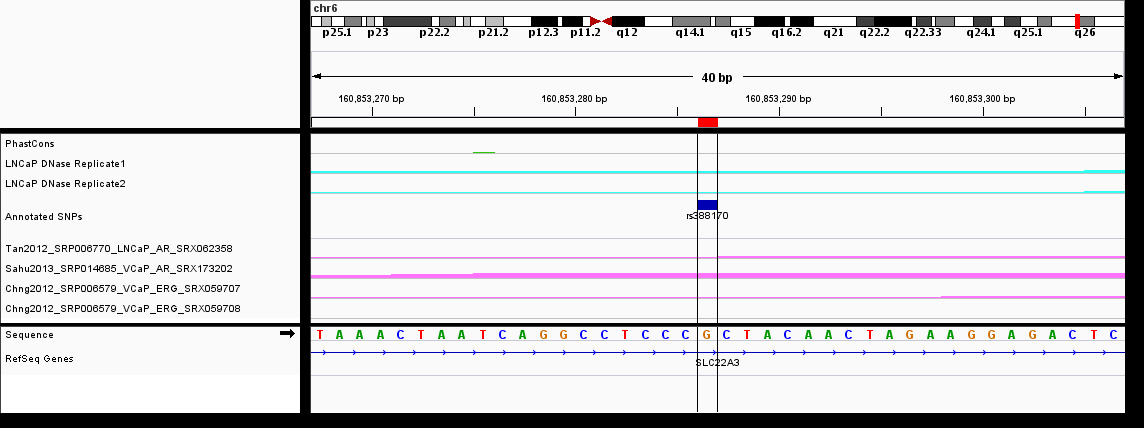 chr6
p25.1 p23 p22.2 p21.2 p12.3 p11.2 q12 q14.1 q15 q16.2 q21 q22.2 q22.33 q24.1 q25.1 q26
40 bp
160,853,270 bp 160,853,280 bp 160,853,290 bp 160,853,300 bp
PhastCons
LNCaP DNase Replicate1
LNCaP DNase Replicate2
Annotated SNPs
rs388170
Tan2012_SRP006770_LNCaP_AR_SRX062358
Sahu2013_SRP014685_VCaP_AR_SRX173202
Chng2012_SRP006579_VCaP_ERG_SRX059707
Chng2012_SRP006579_VCaP_ERG_SRX059708
Sequence T A A A C T A A T C A G G C C T C C C G C T A C A A C T A G A A G G A G A C T C
RefSeq Genes
SLC22A3